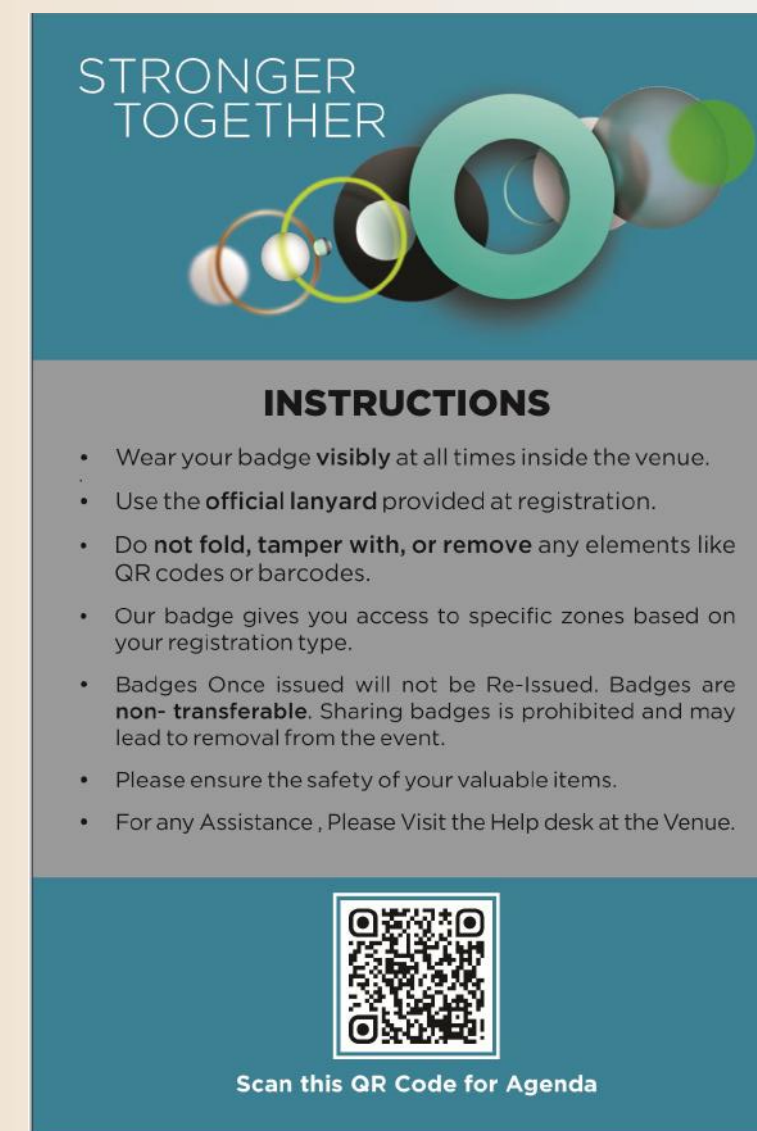 STRONGER
TOGETHER
INSTRUCTIONS
• Wear your badge visibly at all times inside the venue.
• Use the official lanyard provided at registration.
• Do not fold, tamper with, or remove any elements like
QR codes or barcodes.
• Our badge gives you access to specific zones based on
your registration type.
• Badges Once issued will not be Re-Issued. Badges are
non- transferable. Sharing badges is prohibited and may
lead to removal from the event.
• Please ensure the safety of your valuable items.
• For any Assistance , Please Visit the Help desk at the Venue.
Scan this QR Code for Agenda